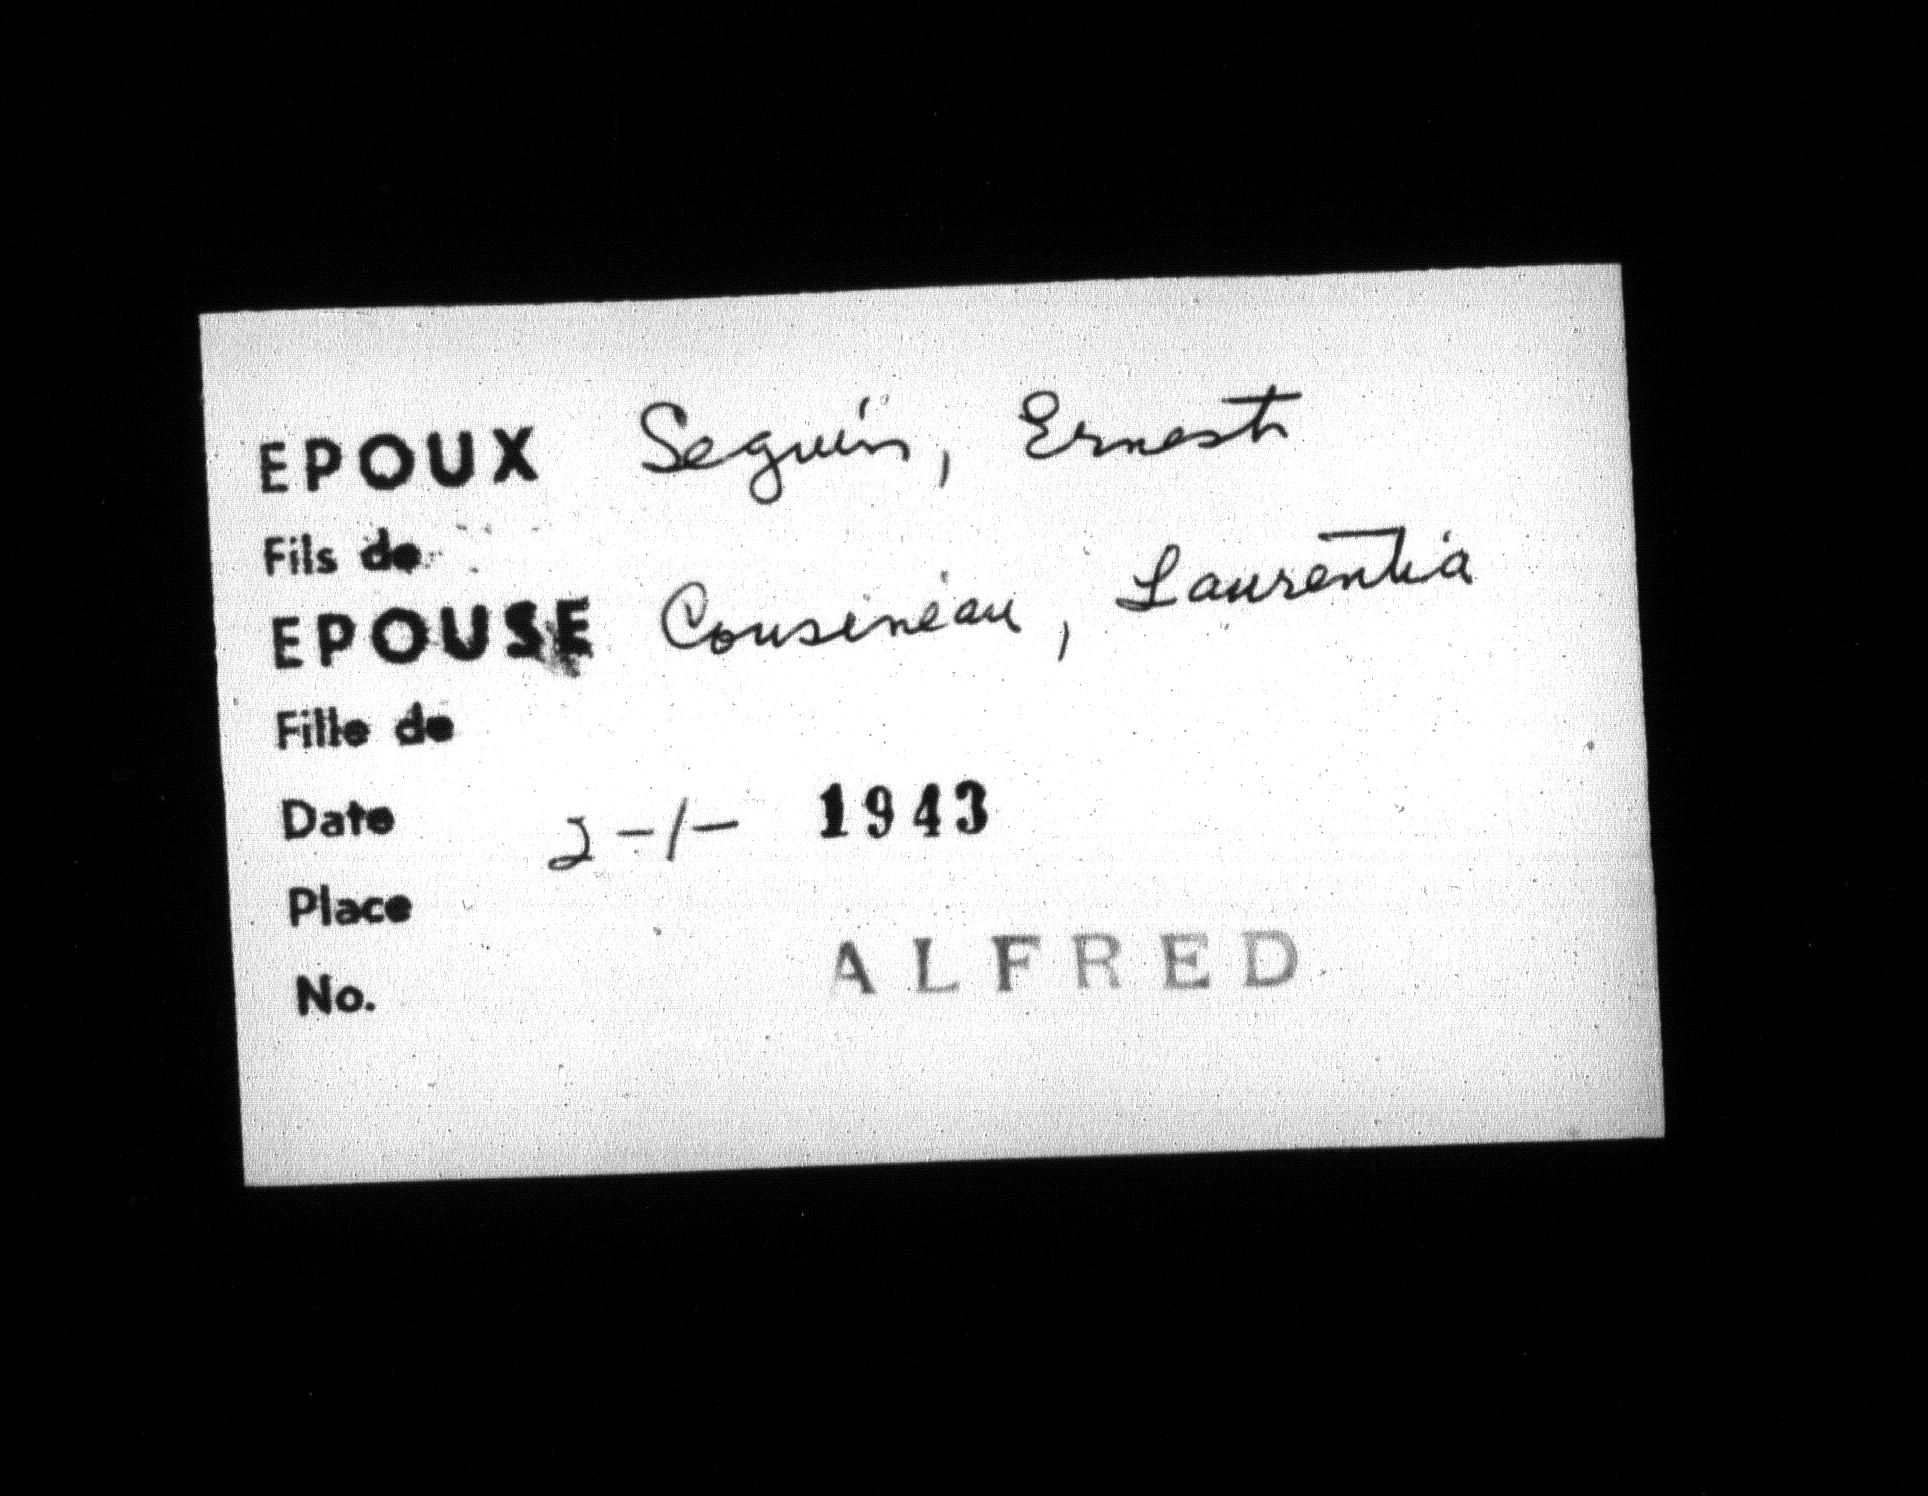 EPOUX Seguin, Ernest
Fils de
EPOUSE Cousineau, Laurentia
Fille de
Date 2-1- 1943
Place
ALFRED
No.